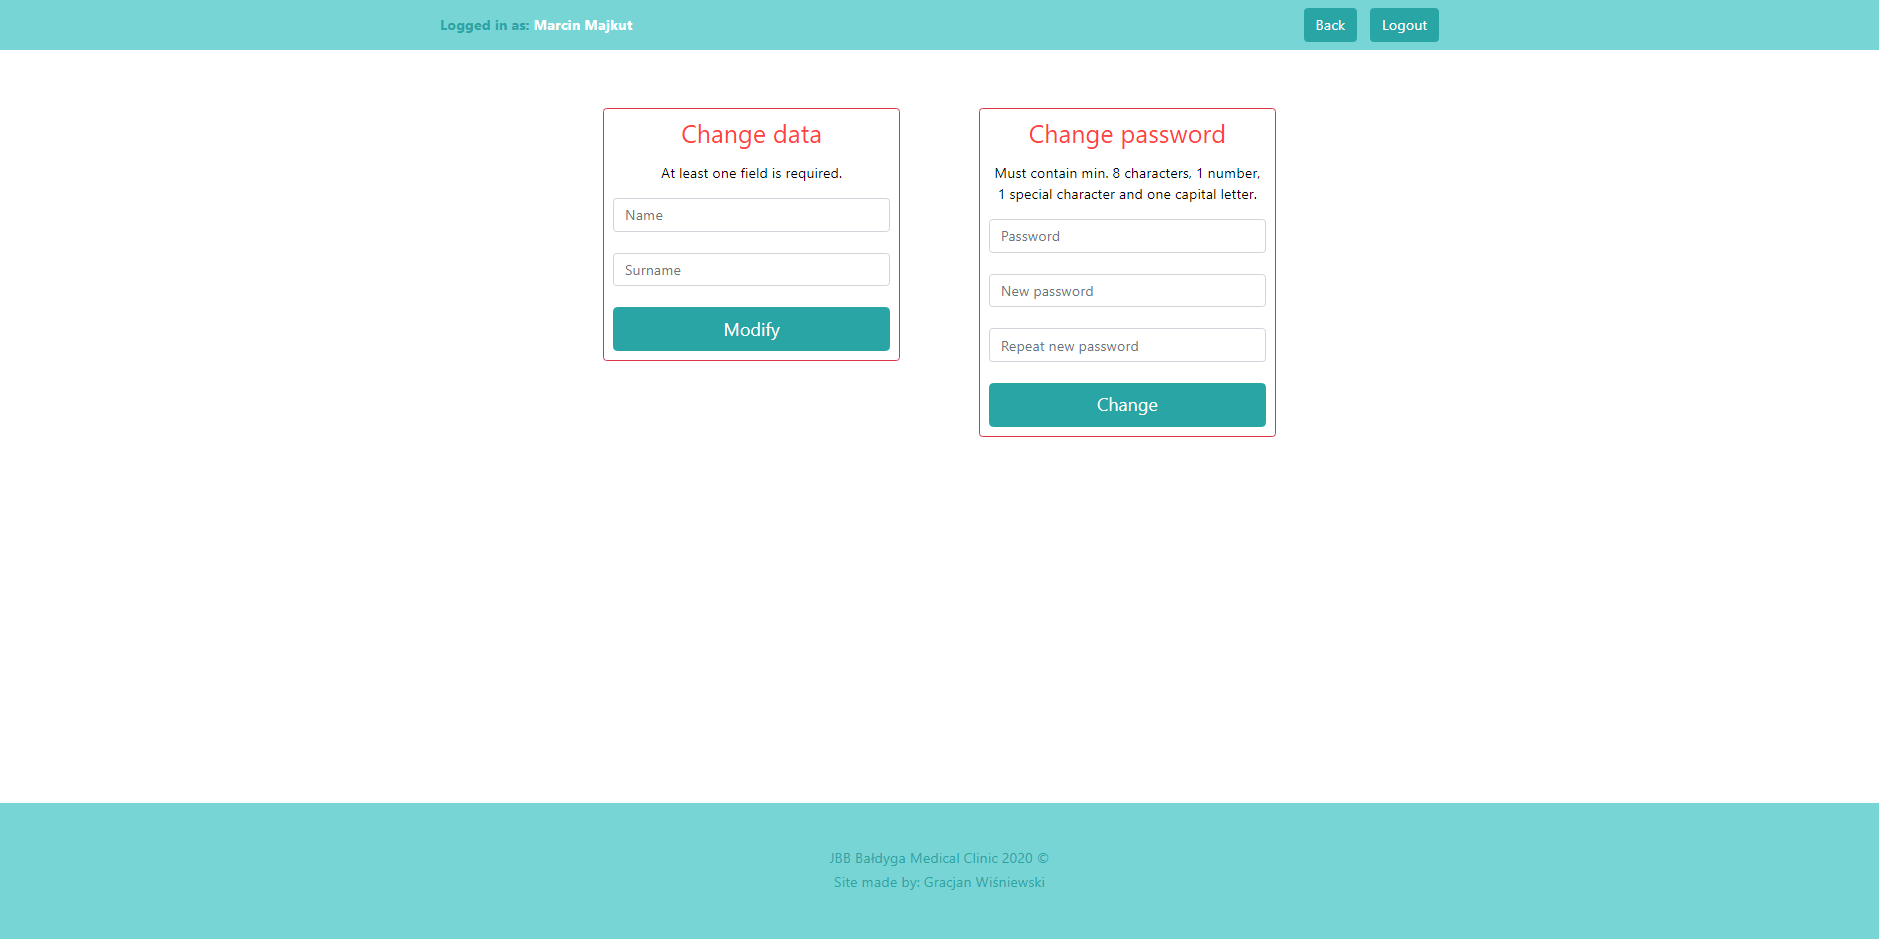 Logged in as: Marcin Majkut
Back
Logout
Change data
At least one field is required.
Name
Surname
Modify
Change password
Must contain min. 8 characters, 1 number,
1 special character and one capital letter.
Password
New password
Repeat new password
Change
JBB Bałdyga Medical Clinic 2020 ©
Site made by: Gracjan Wiśniewski